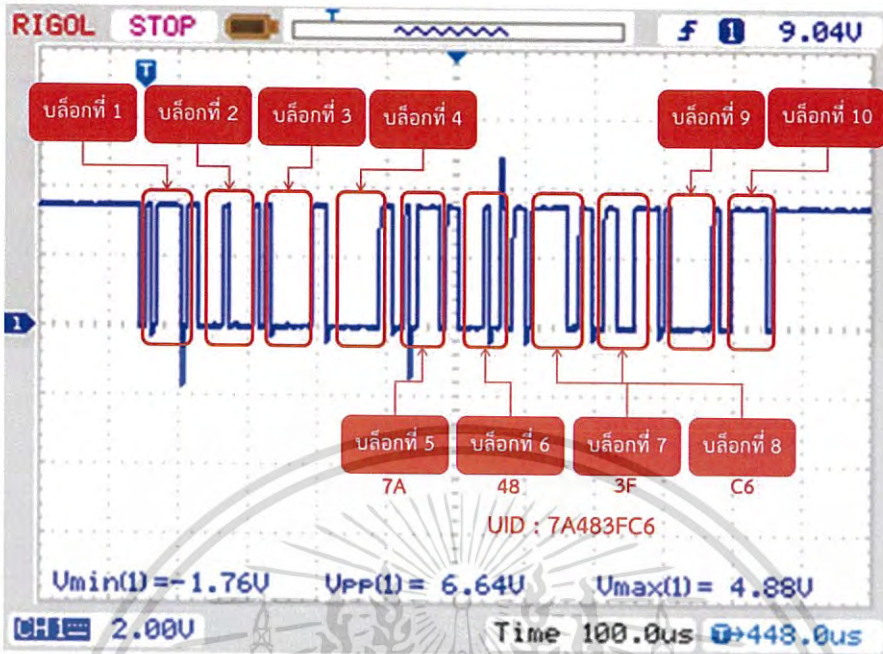 RIGOL STOP T f 1 9.04V
T
บล็อกที่ 1 บล็อกที่ 2 บล็อกที่ 3 บล็อกที่ 4 บล็อกที่ 9 บล็อกที่ 10
1
บล็อกที่ 5 บล็อกที่ 6 บล็อกที่ 7 บล็อกที่ 8
7A 48 3F C6
UID : 7A483FC6
Vmin(1)=-1.76V Vpp(1)= 6.64V Vmax(1)= 4.88V
CH1 2.00V Time 100.0us T→448.0us